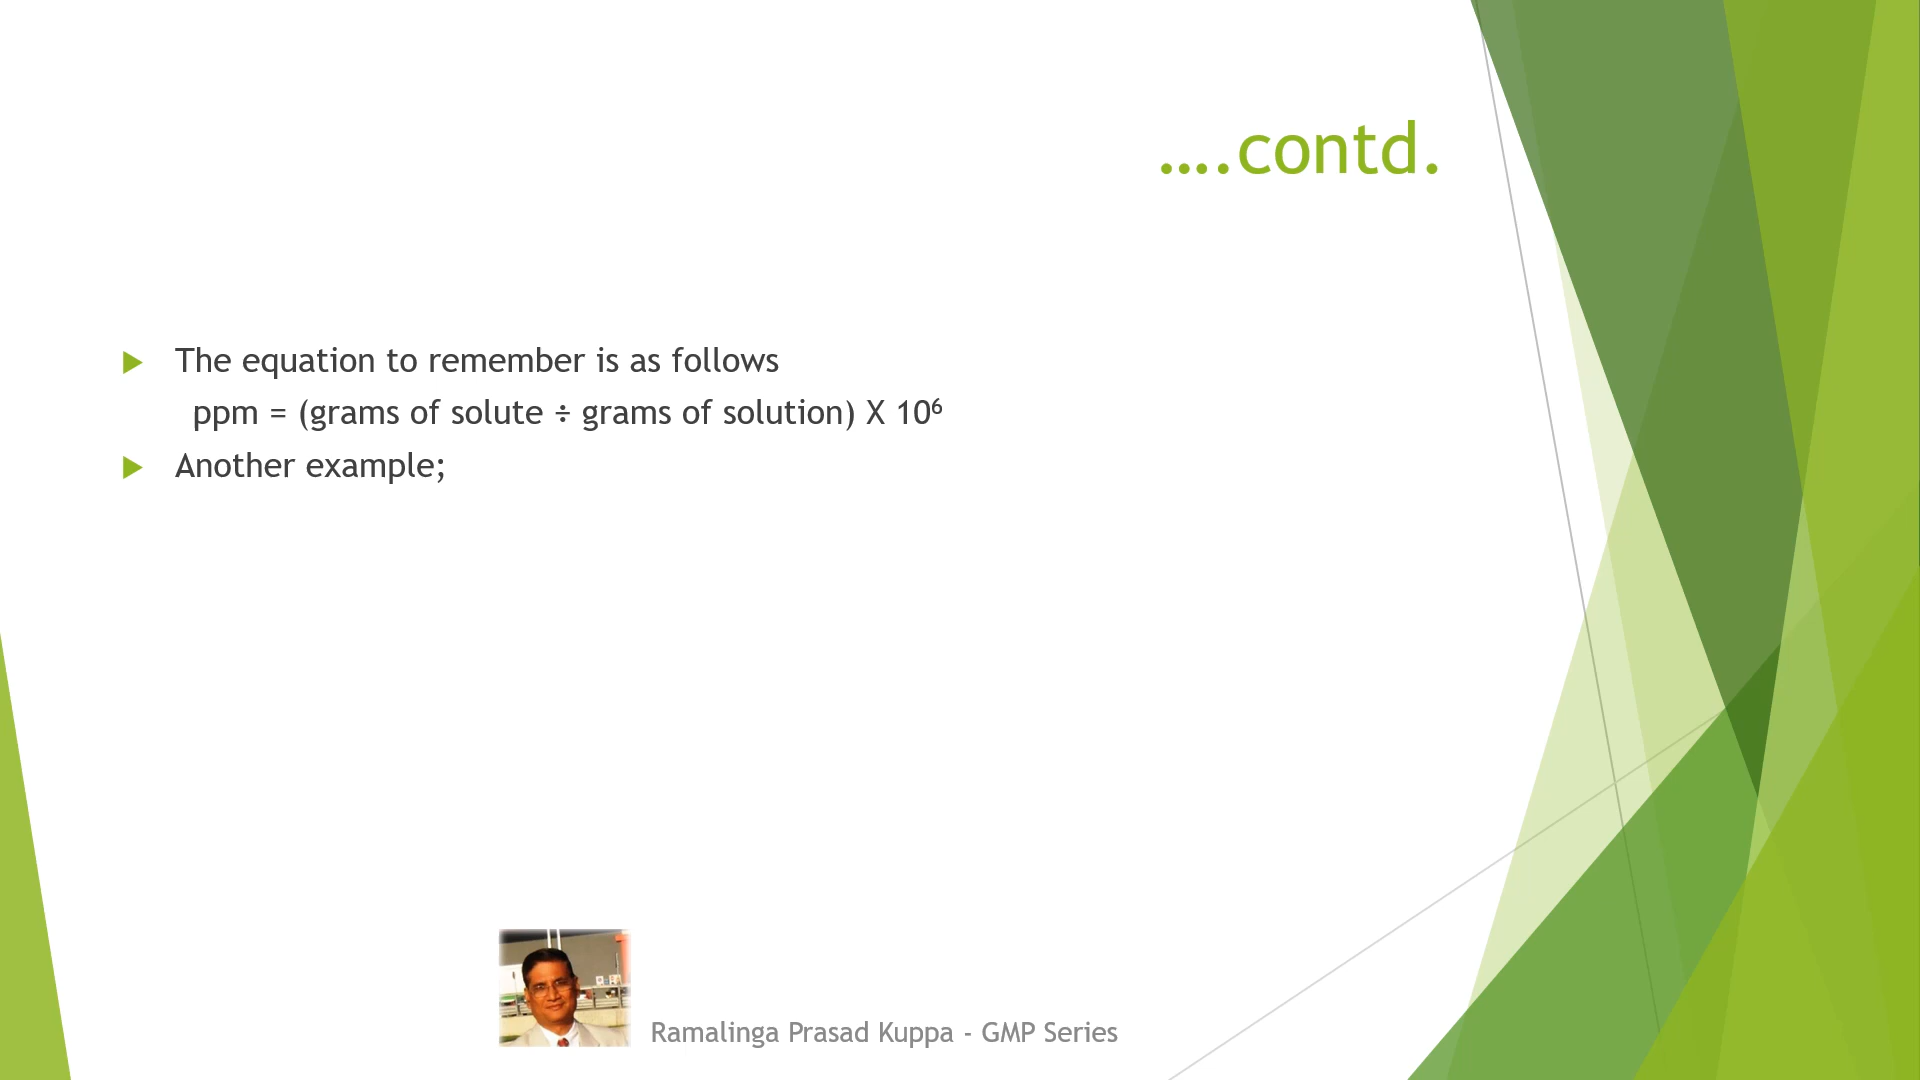 ….contd.
The equation to remember is as follows
ppm = (grams of solute ÷ grams of solution) X 10⁶
Another example;
Ramalinga Prasad Kuppa - GMP Series